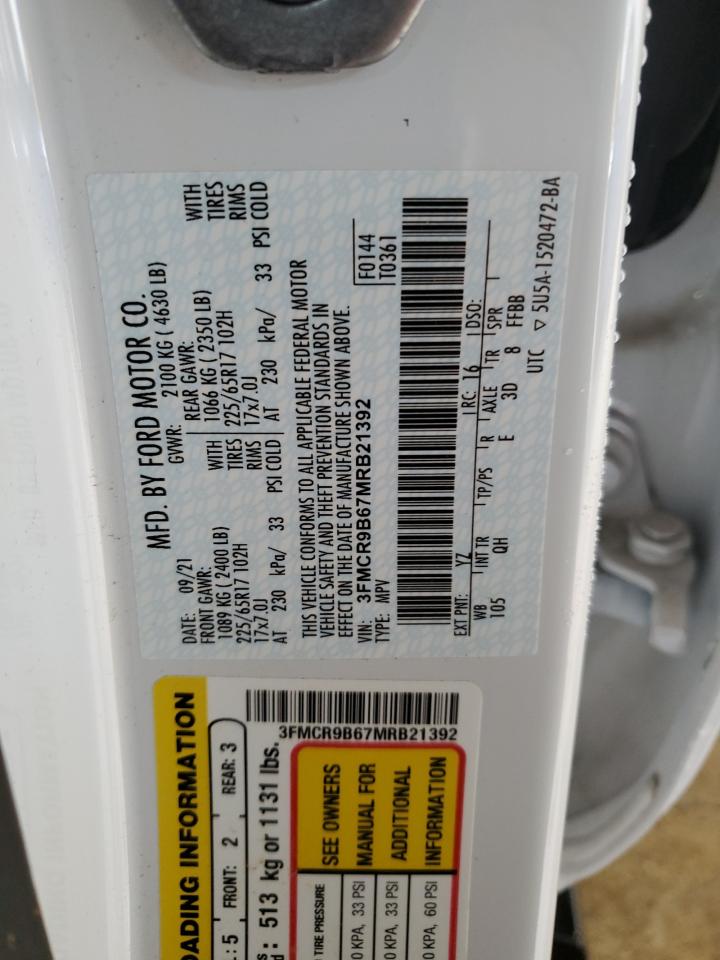 MFD. BY FORD MOTOR CO.
DATE: 09/21 GVWR: 2100 KG ( 4630 LB)
FRONT GAWR: REAR GAWR:
1089 KG ( 2400 LB) WITH 1066 KG ( 2350 LB) WITH
225/65R17 102H TIRES 225/65R17 102H TIRES
17x7.0J RIMS 17x7.0J RIMS
AT 230 kPa/ 33 PSI COLD AT 230 kPa/ 33 PSI COLD
THIS VEHICLE CONFORMS TO ALL APPLICABLE FEDERAL MOTOR
VEHICLE SAFETY AND THEFT PREVENTION STANDARDS IN
EFFECT ON THE DATE OF MANUFACTURE SHOWN ABOVE.
VIN: 3FMCR9B67MRB21392 F0144
TYPE: MPV T0361
EXT PNT: YZ RC: 16 DSO:
WB INT TR TP/PS R AXLE TR SPR
105 QH E 3D 8 FFBB
UTC ▽ 5U5A-1520472-BA
ADING INFORMATION
: 5 FRONT: 2 REAR: 3
: 513 kg or 1131 lbs.
3FMCR9B67MRB21392
TIRE PRESSURE
0 KPA, 33 PSI
0 KPA, 33 PSI
0 KPA, 60 PSI
SEE OWNERS
MANUAL FOR
ADDITIONAL
INFORMATION